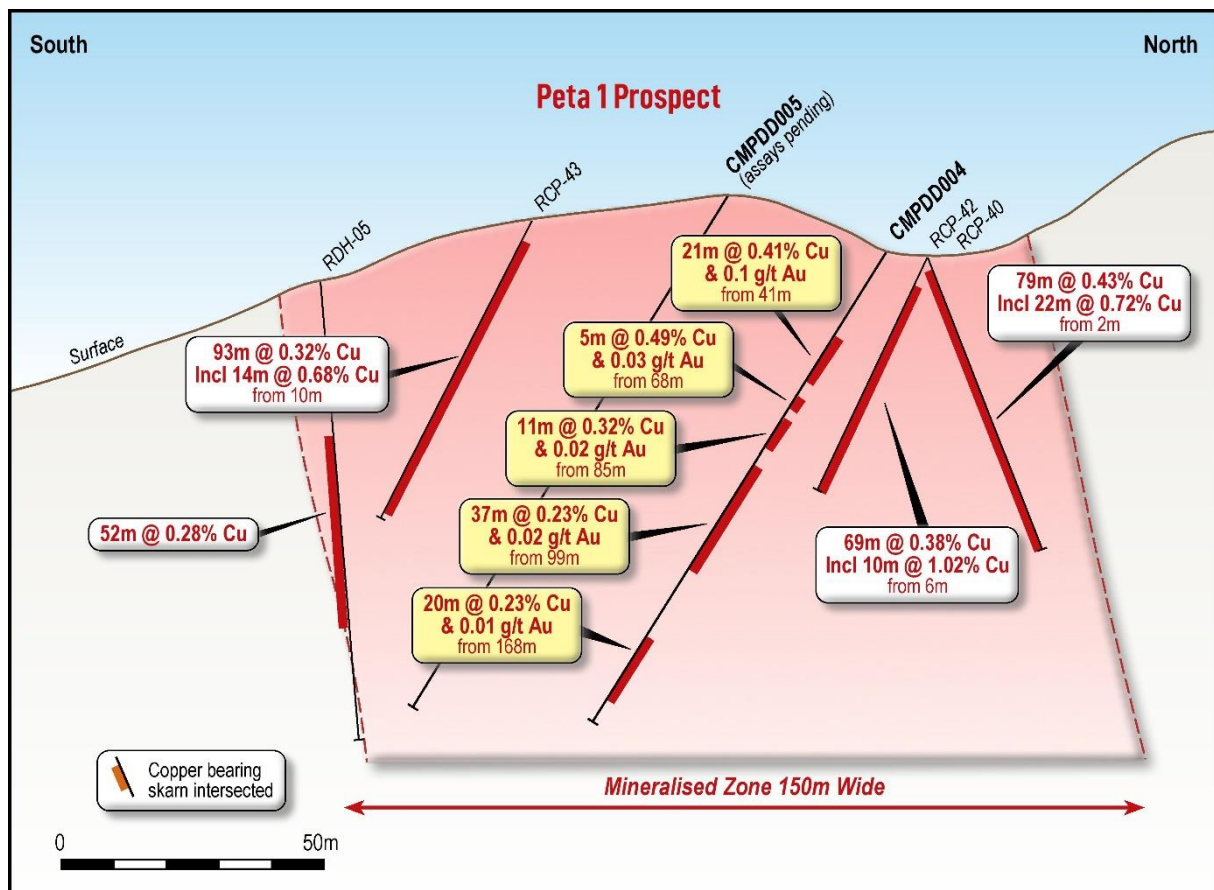 South
North
Peta 1 Prospect
RDH-05
RCP-43
CMPDD005
(assays pending)
CMPDD004
RCP-42
RCP-40
Surface
21m @ 0.41% Cu
& 0.1 g/t Au
from 41m
79m @ 0.43% Cu
Incl 22m @ 0.72% Cu
from 2m
93m @ 0.32% Cu
Incl 14m @ 0.68% Cu
from 10m
5m @ 0.49% Cu
& 0.03 g/t Au
from 68m
11m @ 0.32% Cu
& 0.02 g/t Au
from 85m
52m @ 0.28% Cu
37m @ 0.23% Cu
& 0.02 g/t Au
from 99m
69m @ 0.38% Cu
Incl 10m @ 1.02% Cu
from 6m
20m @ 0.23% Cu
& 0.01 g/t Au
from 168m
Copper bearing
skarn intersected
Mineralised Zone 150m Wide
0
50m